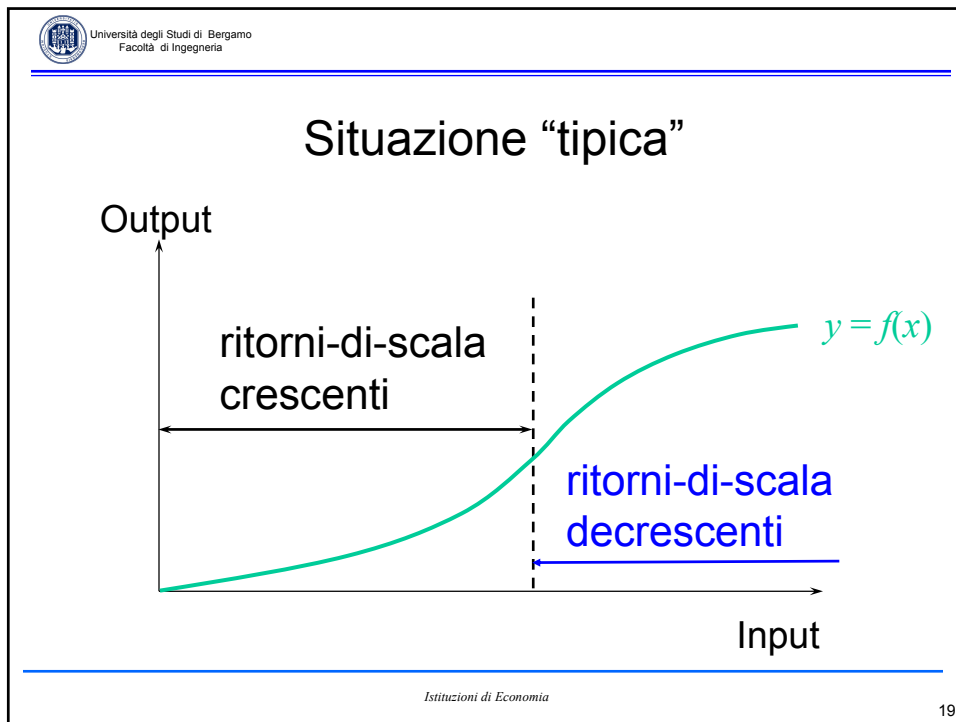 Università degli Studi di Bergamo
Facoltà di Ingegneria
Situazione “tipica”
Output
ritorni-di-scala
crescenti
y = f(x)
ritorni-di-scala
decrescenti
Input
Istituzioni di Economia
19